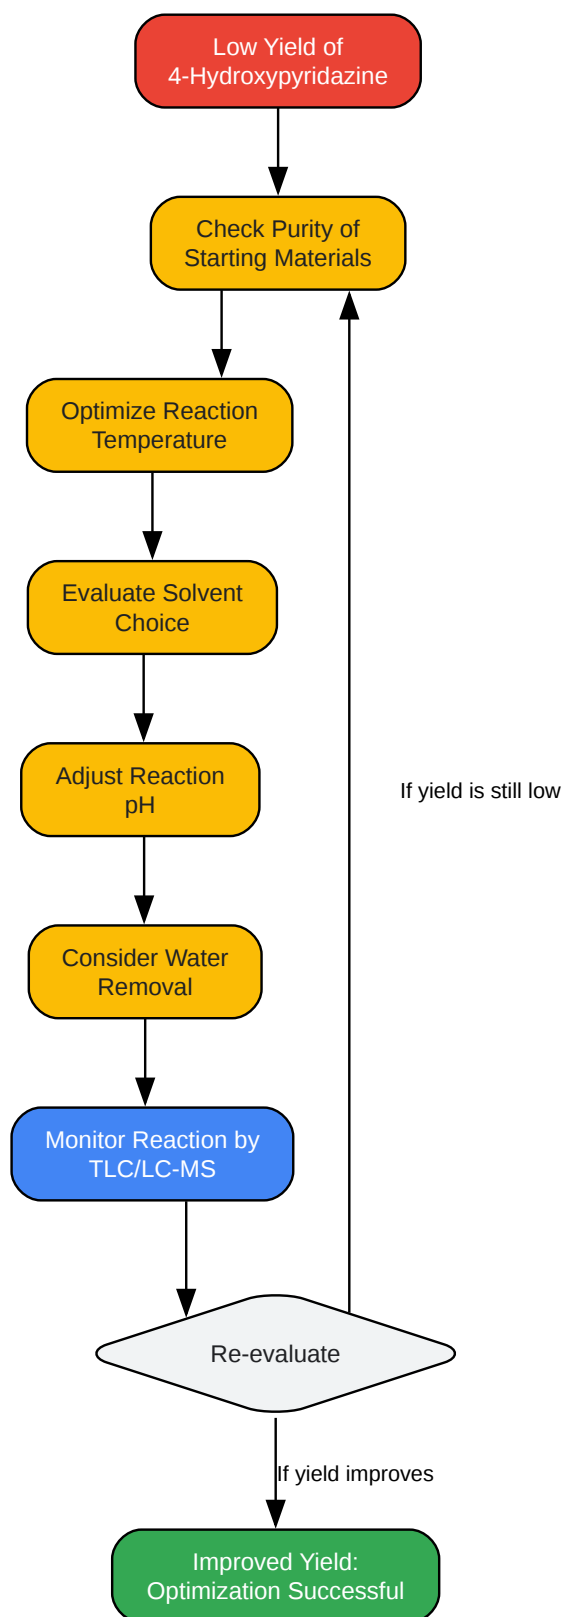 Low Yield of
4-Hydroxypyridazine
Check Purity of
Starting Materials
Optimize Reaction
Temperature
Evaluate Solvent
Choice
Adjust Reaction
pH
If yield is still low
Consider Water
Removal
Monitor Reaction by
TLC/LC-MS
Re-evaluate
If yield improves
Improved Yield:
Optimization Successful